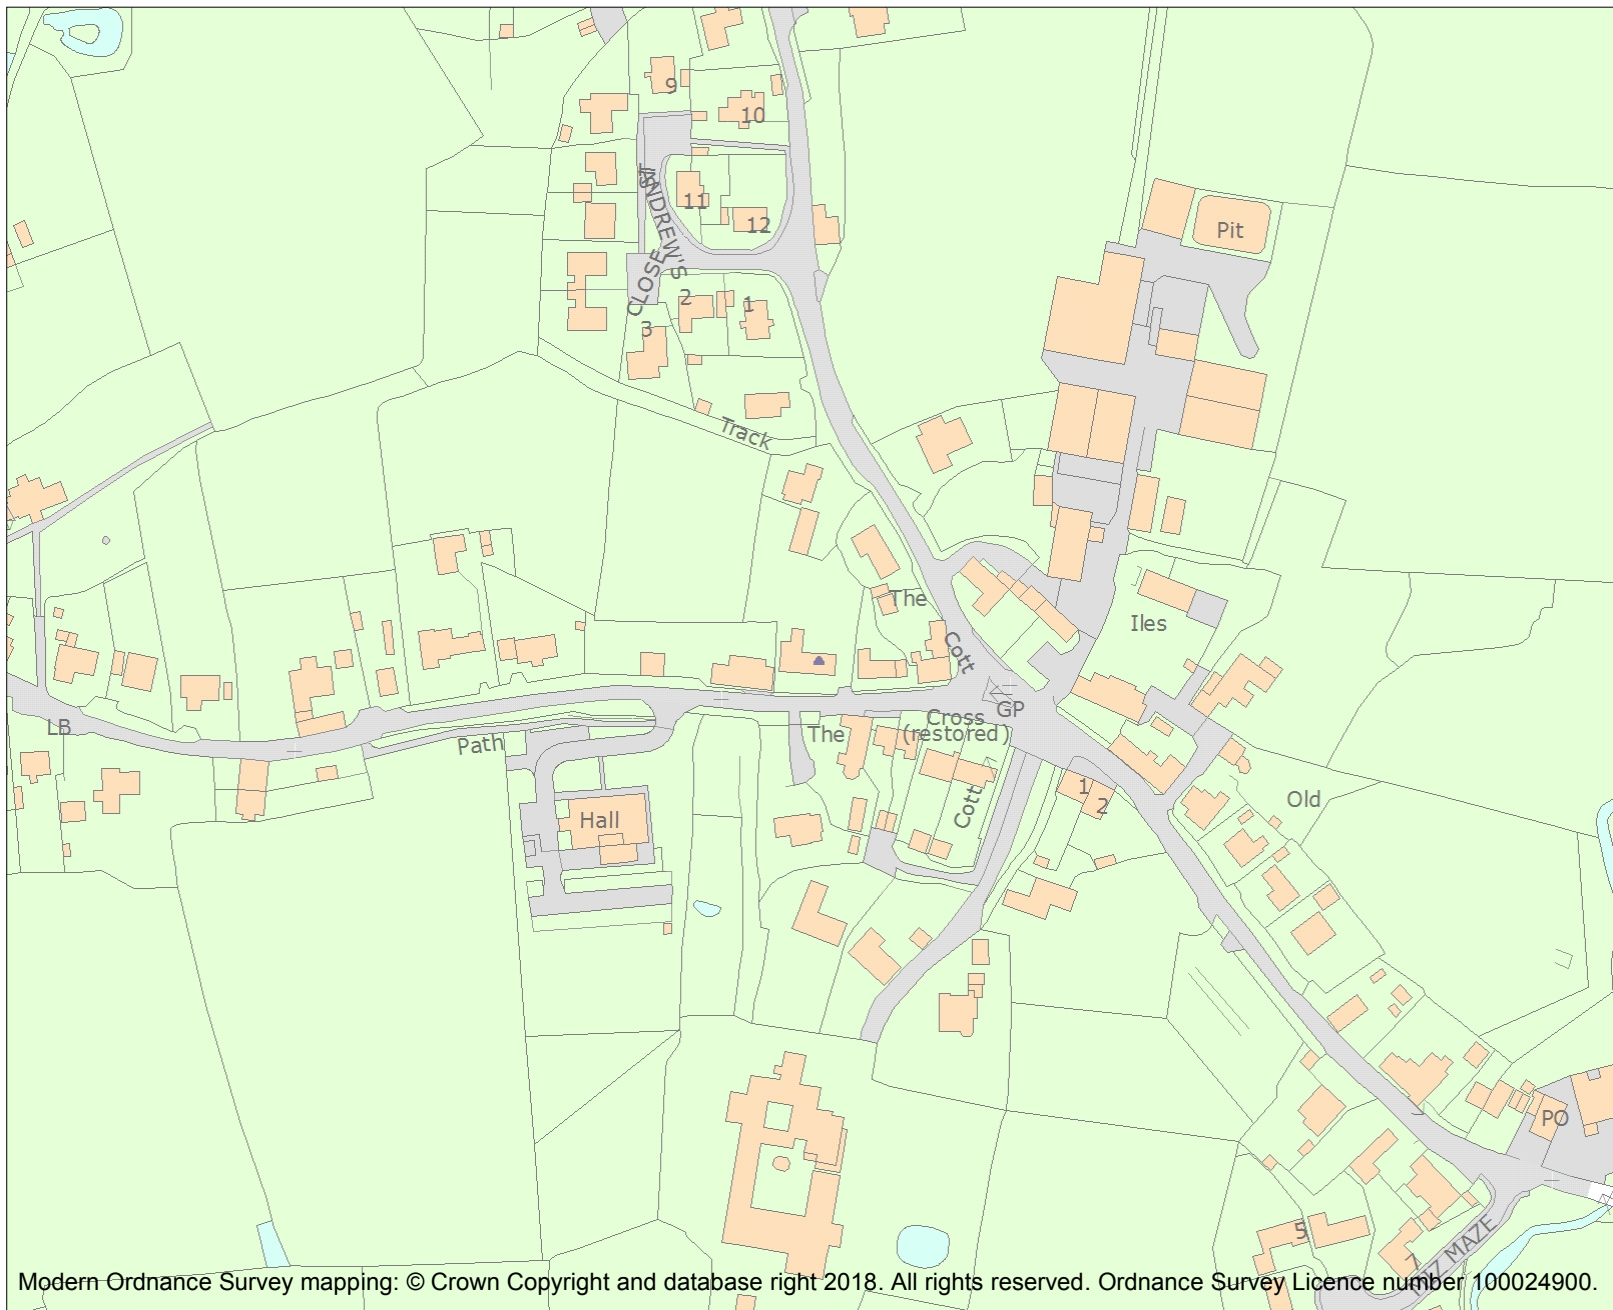 9
10
ST
ANDREW'S
CLOSE
11
12
Pit
2
1
3
Track
The
Cott
Iles
GP
LB
Path
The
Cross
(restored)
Cott
1
2
Old
Hall
PO
5
7
MAZE
Modern Ordnance Survey mapping: © Crown Copyright and database right 2018. All rights reserved. Ordnance Survey Licence number 100024900.